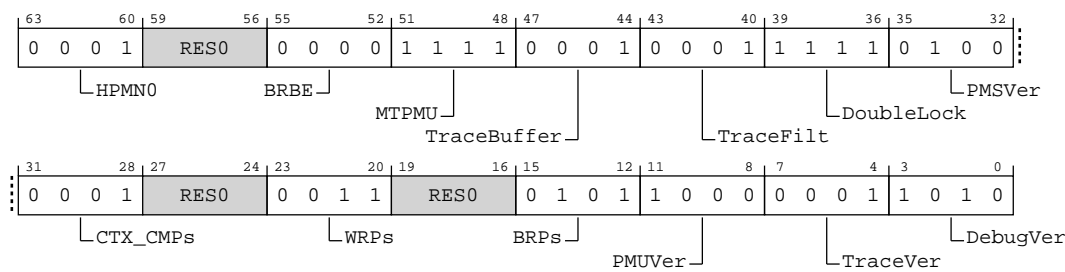 63 60 59 56 55 52 51 48 47 44 43 40 39 36 35 32
0 0 0 1 RES0 0 0 0 0 1 1 1 1 0 0 0 1 0 0 0 1 1 1 1 1 0 1 0 0
HPMN0 BRBE PMSVer
MTPMU DoubleLock
TraceBuffer TraceFilt
31 28 27 24 23 20 19 16 15 12 11 8 7 4 3 0
0 0 0 1 RES0 0 0 1 1 RES0 0 1 0 1 1 0 0 0 0 0 0 1 1 0 1 0
CTX_CMPs WRPs BRPs DebugVer
PMUVer TraceVer